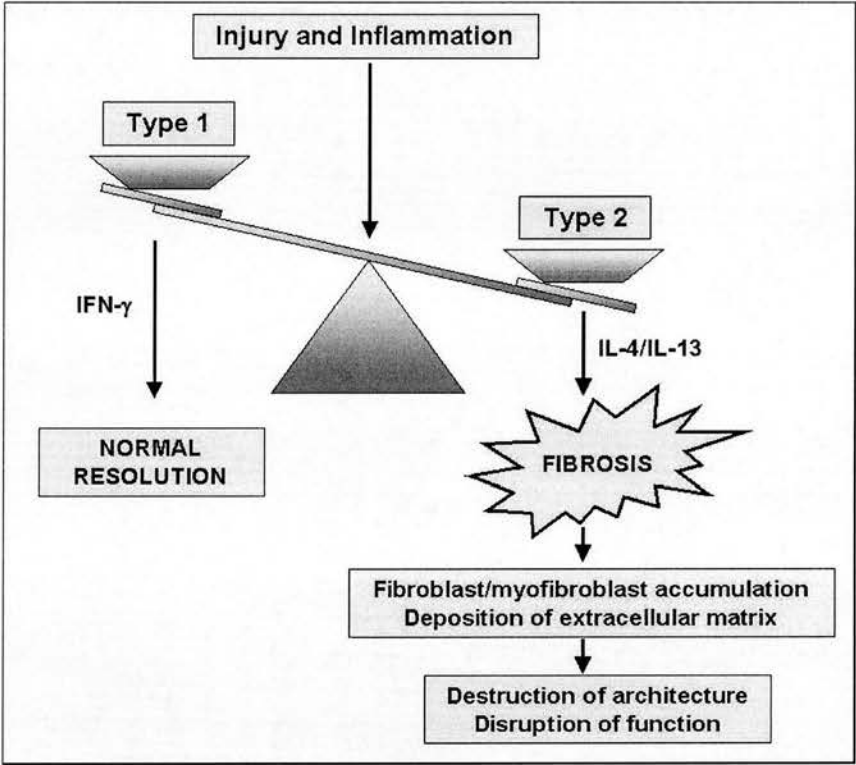 Injury and Inflammation
Type 1
Type 2
IFN-γ
IL-4/IL-13
NORMAL
RESOLUTION
FIBROSIS
Fibroblast/myofibroblast accumulation
Deposition of extracellular matrix
Destruction of architecture
Disruption of function